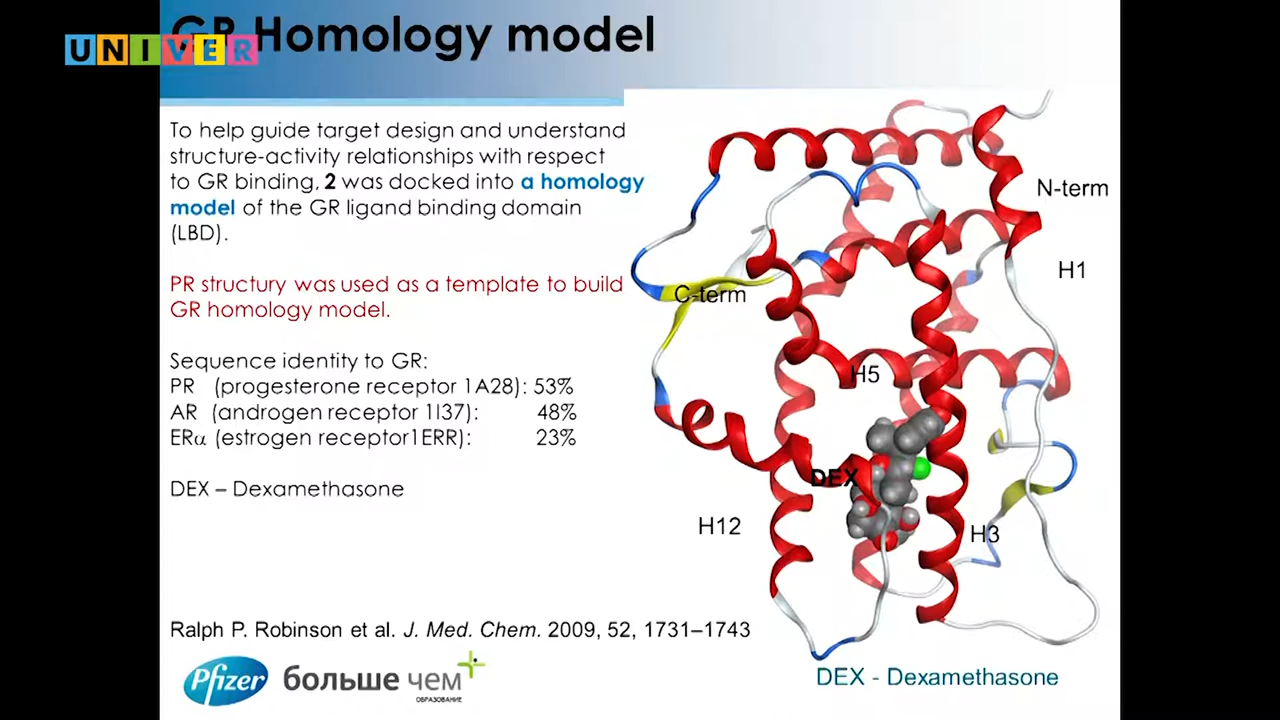 GR Homology model
UNIVER
To help guide target design and understand
structure-activity relationships with respect
to GR binding, 2 was docked into a homology
model of the GR ligand binding domain
(LBD).
PR structury was used as a template to build
GR homology model.
Sequence identity to GR:
PR (progesterone receptor 1A28): 53%
AR (androgen receptor 1I37): 48%
ERα (estrogen receptor1ERR): 23%
DEX – Dexamethasone
N-term
H1
C-term
H5
DEX
H12
H3
Ralph P. Robinson et al. J. Med. Chem. 2009, 52, 1731–1743
Pfizer
больше чем
ОБРАЗОВАНИЕ
DEX - Dexamethasone